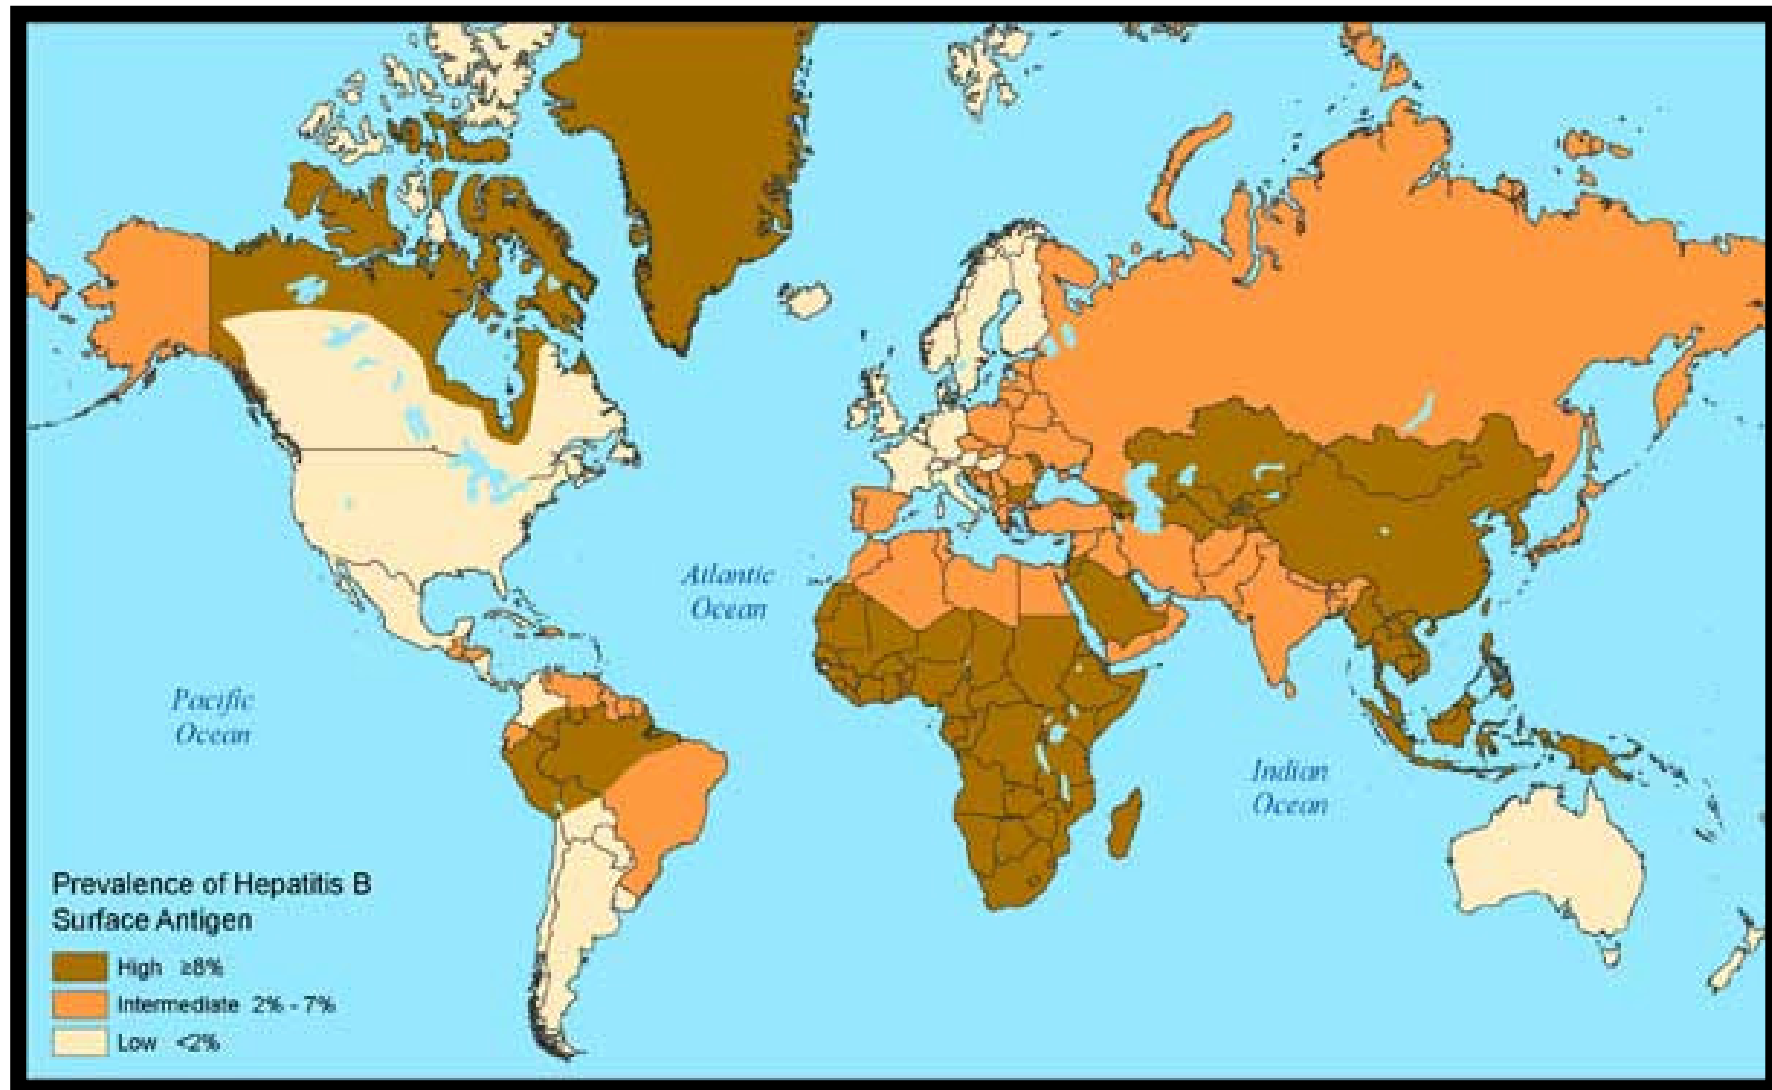 Atlantic
Ocean
Pacific
Ocean
Indian
Ocean
Prevalence of Hepatitis B
Surface Antigen
High ≥8%
Intermediate 2% - 7%
Low <2%